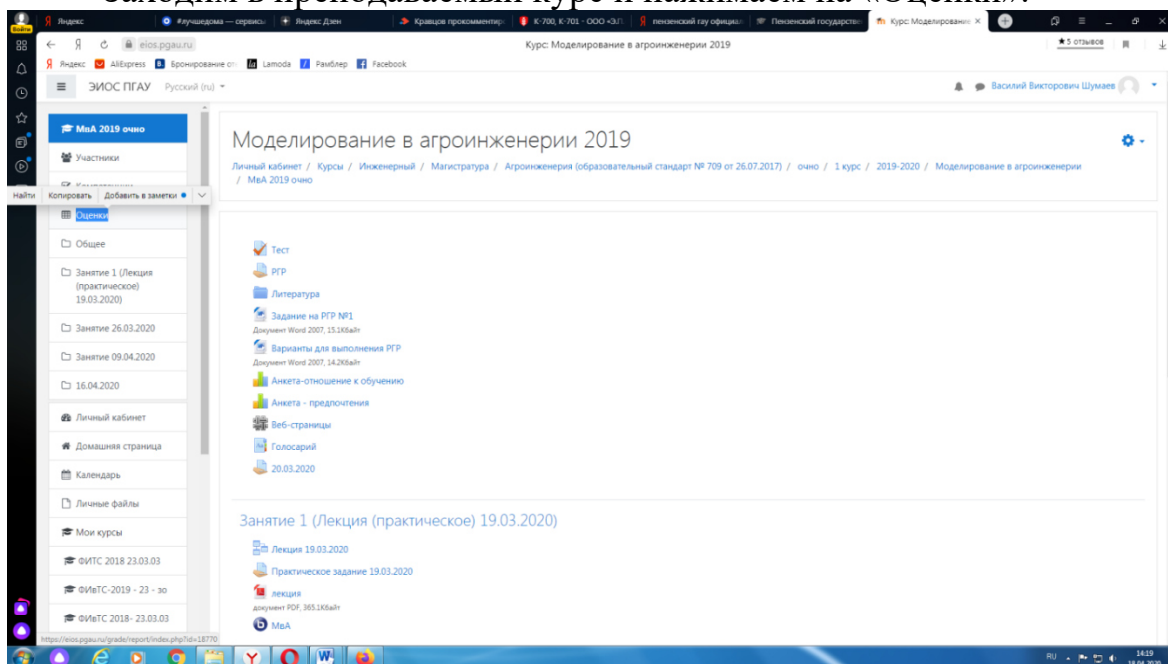 Заходим в преподаваемый курс и нажимаем на «Оценки».
Войти
Яндекс
#лучшедома — сервисы
Яндекс Дзен
Кравцов прокомментир
К-700, К-701 - ООО «Э.Л.
пензенский гау официал
Пензенский государстве
Курс: Моделирование
eios.pgau.ru
Курс: Моделирование в агроинженерии 2019
★ 5 отзывов
Яндекс
AliExpress
Бронирование от
Lamoda
Рамблер
Facebook
ЭИОС ПГАУ
Русский (ru)
Василий Викторович Шумаев
МвА 2019 очно
Участники
Найти
Копировать
Добавить в заметки
Оценки
Общее
Занятие 1 (Лекция
(практическое)
19.03.2020)
Занятие 26.03.2020
Занятие 09.04.2020
16.04.2020
Личный кабинет
Домашняя страница
Календарь
Личные файлы
Мои курсы
ФИТС 2018 23.03.03
ФИвТС-2019 - 23 - зо
ФИвТС 2018- 23.03.03
Моделирование в агроинженерии 2019
Личный кабинет / Курсы / Инженерный / Магистратура / Агроинженерия (образовательный стандарт № 709 от 26.07.2017) / очно / 1 курс / 2019-2020 / Моделирование в агроинженерии
/ МвА 2019 очно
Тест
РГР
Литература
Задание на РГР №1
Документ Word 2007, 15.1Кбайт
Варианты для выполнения РГР
Документ Word 2007, 14.2Кбайт
Анкета-отношение к обучению
Анкета - предпочтения
Веб-страницы
Голосарий
20.03.2020
Занятие 1 (Лекция (практическое) 19.03.2020)
Лекция 19.03.2020
Практическое задание 19.03.2020
лекция
документ PDF, 365.1Кбайт
МвА
https://eios.pgau.ru/grade/report/index.php?id=18770
RU
14:19
18.04.2020